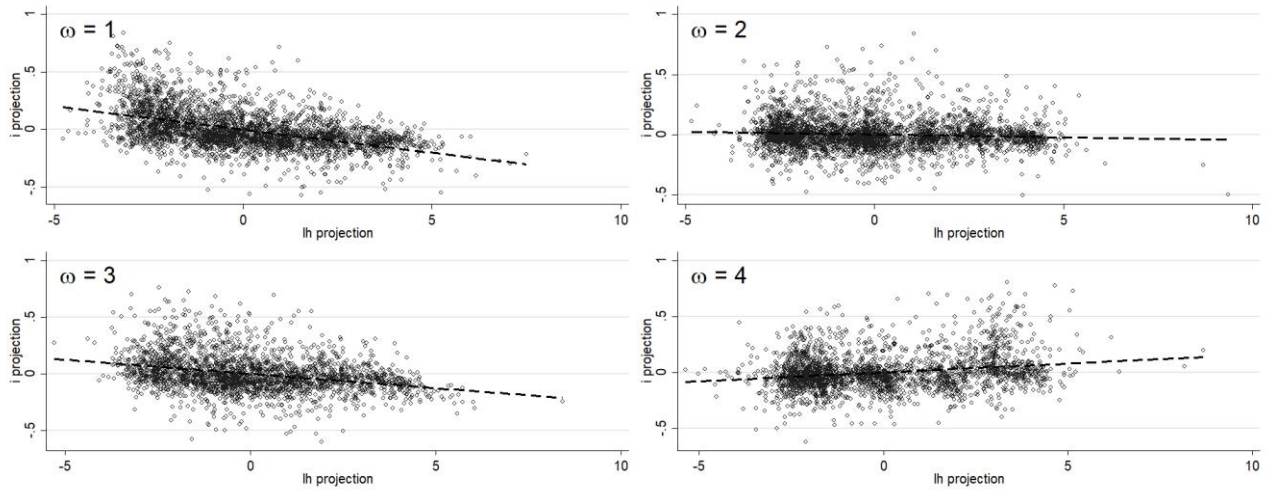 ω = 1
1
.5
0
-.5
i projection
-5
0
5
10
lh projection
ω = 2
1
.5
0
-.5
i projection
-5
0
5
10
lh projection
ω = 3
1
.5
0
-.5
i projection
-5
0
5
10
lh projection
ω = 4
1
.5
0
-.5
i projection
-5
0
5
10
lh projection